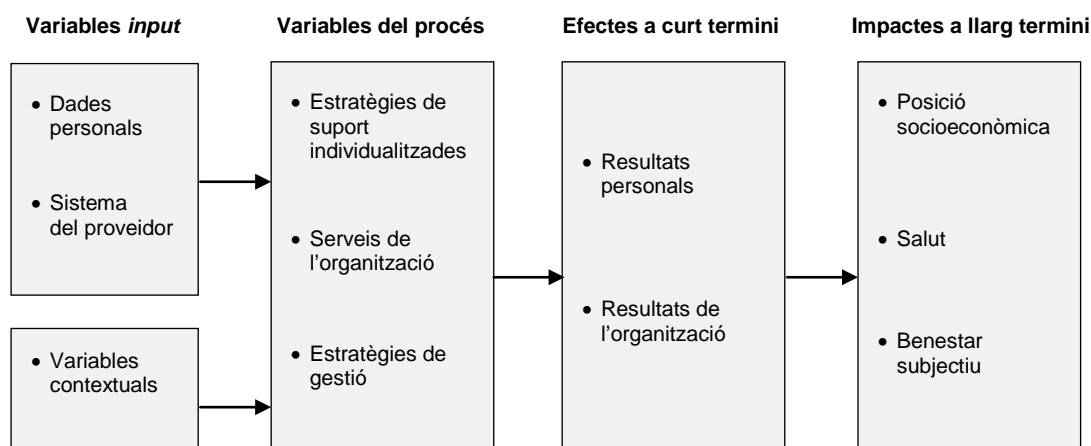 Variables input
Variables del procés
Efectes a curt termini
Impactes a llarg termini
• Dades
personals
• Sistema
del proveidor
• Variables
contextuals
• Estratègies de
suport
individualitzades
• Serveis de
l’organització
• Estratègies de
gestió
• Resultats
personals
• Resultats de
l’organització
• Posició
socioeconòmica
• Salut
• Benestar
subjectiu